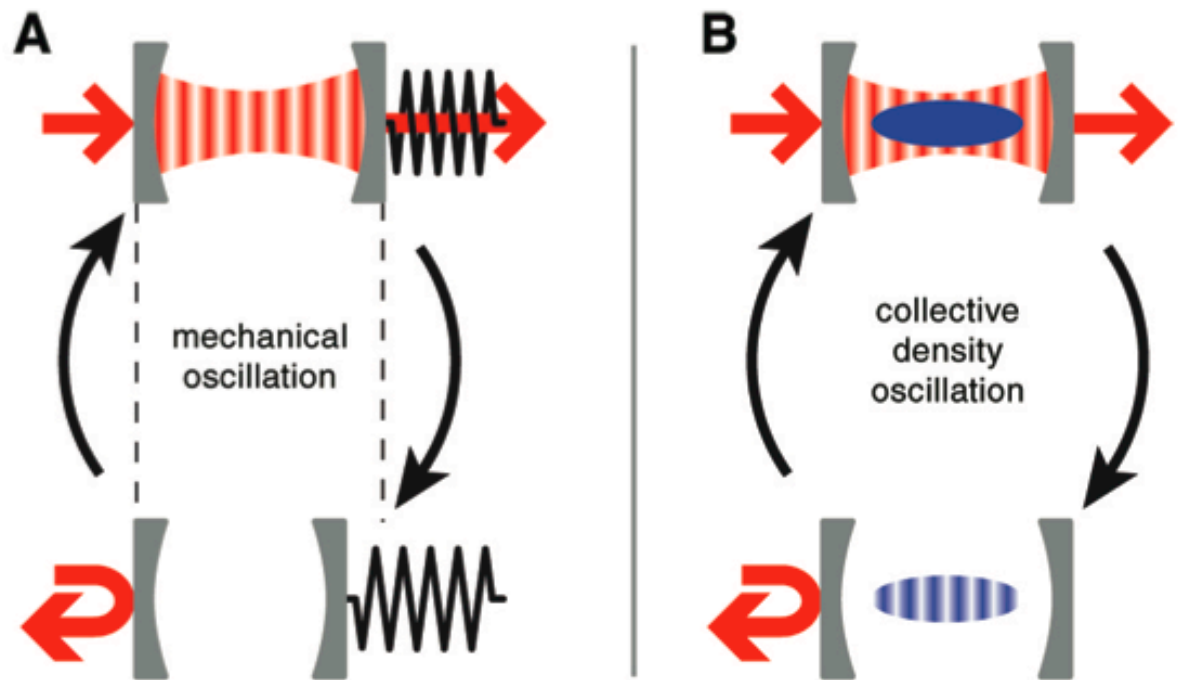 A
B
mechanical
oscillation
collective
density
oscillation